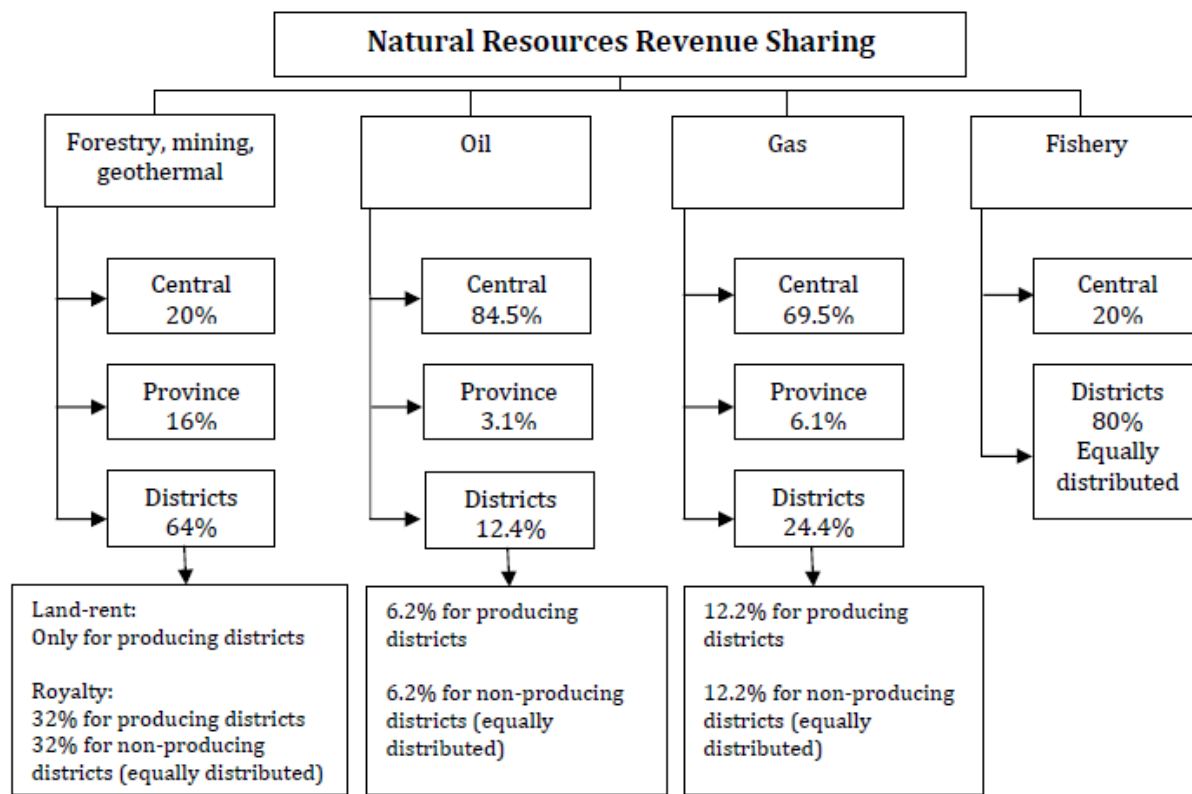 Natural Resources Revenue Sharing
Forestry, mining,
geothermal
Central
20%
Province
16%
Districts
64%
Land-rent:
Only for producing districts
Royalty:
32% for producing districts
32% for non-producing
districts (equally distributed)
Oil
Central
84.5%
Province
3.1%
Districts
12.4%
6.2% for producing
districts
6.2% for non-producing
districts (equally
distributed)
Gas
Central
69.5%
Province
6.1%
Districts
24.4%
12.2% for producing
districts
12.2% for non-producing
districts (equally
distributed)
Fishery
Central
20%
Districts
80%
Equally
distributed